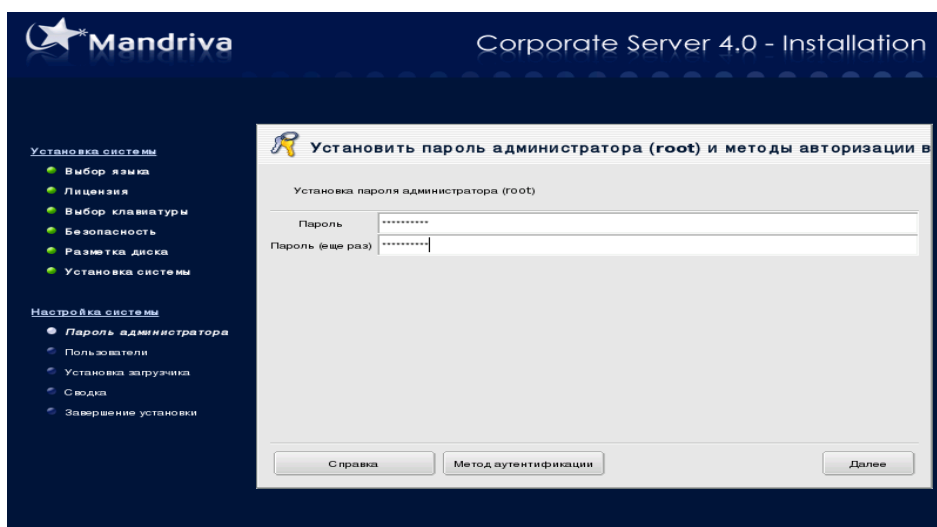 Mandriva
Corporate Server 4.0 - Installation
Установка системы
Выбор языка
Лицензия
Выбор клавиатуры
Безопасность
Разметка диска
Установка системы
Настройка системы
Пароль администратора
Пользователи
Установка загрузчика
Сводка
Завершение установки
Установить пароль администратора (root) и методы авторизации в
Установка пароля администратора (root)
Пароль **********
Пароль (еще раз) **********
Справка
Метод аутентификации
Далее